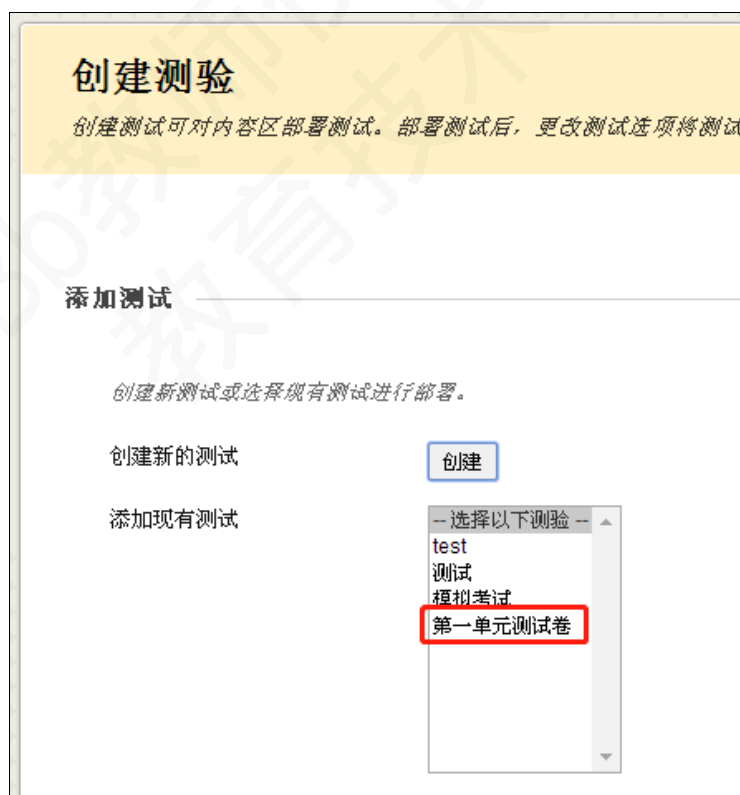 创建测验
创建测试可对内容区部署测试。部署测试后，更改测试选项将测试
添加测试
创建新测试或选择现有测试进行部署。
创建新的测试
创建
添加现有测试
-- 选择以下测验 --
test
测试
模拟考试
第一单元测试卷